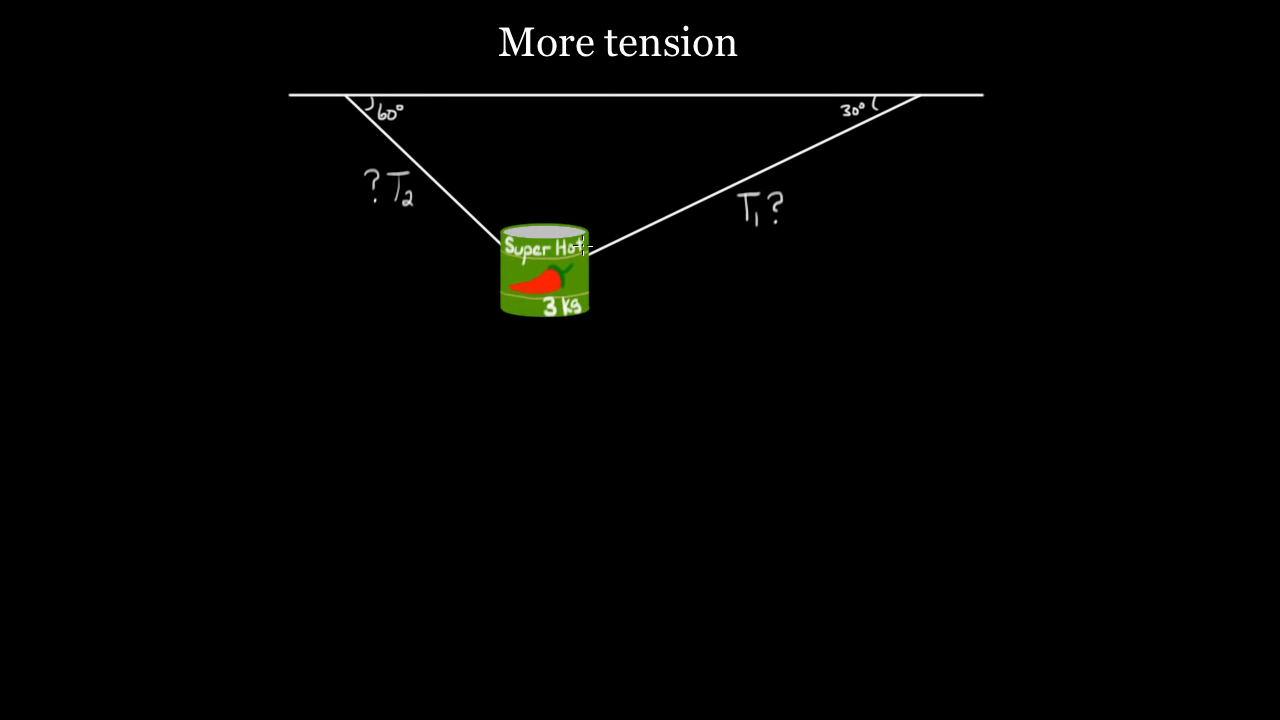 More tension
60°
30°
? T₂
T₁ ?
Super Hot
3 kg